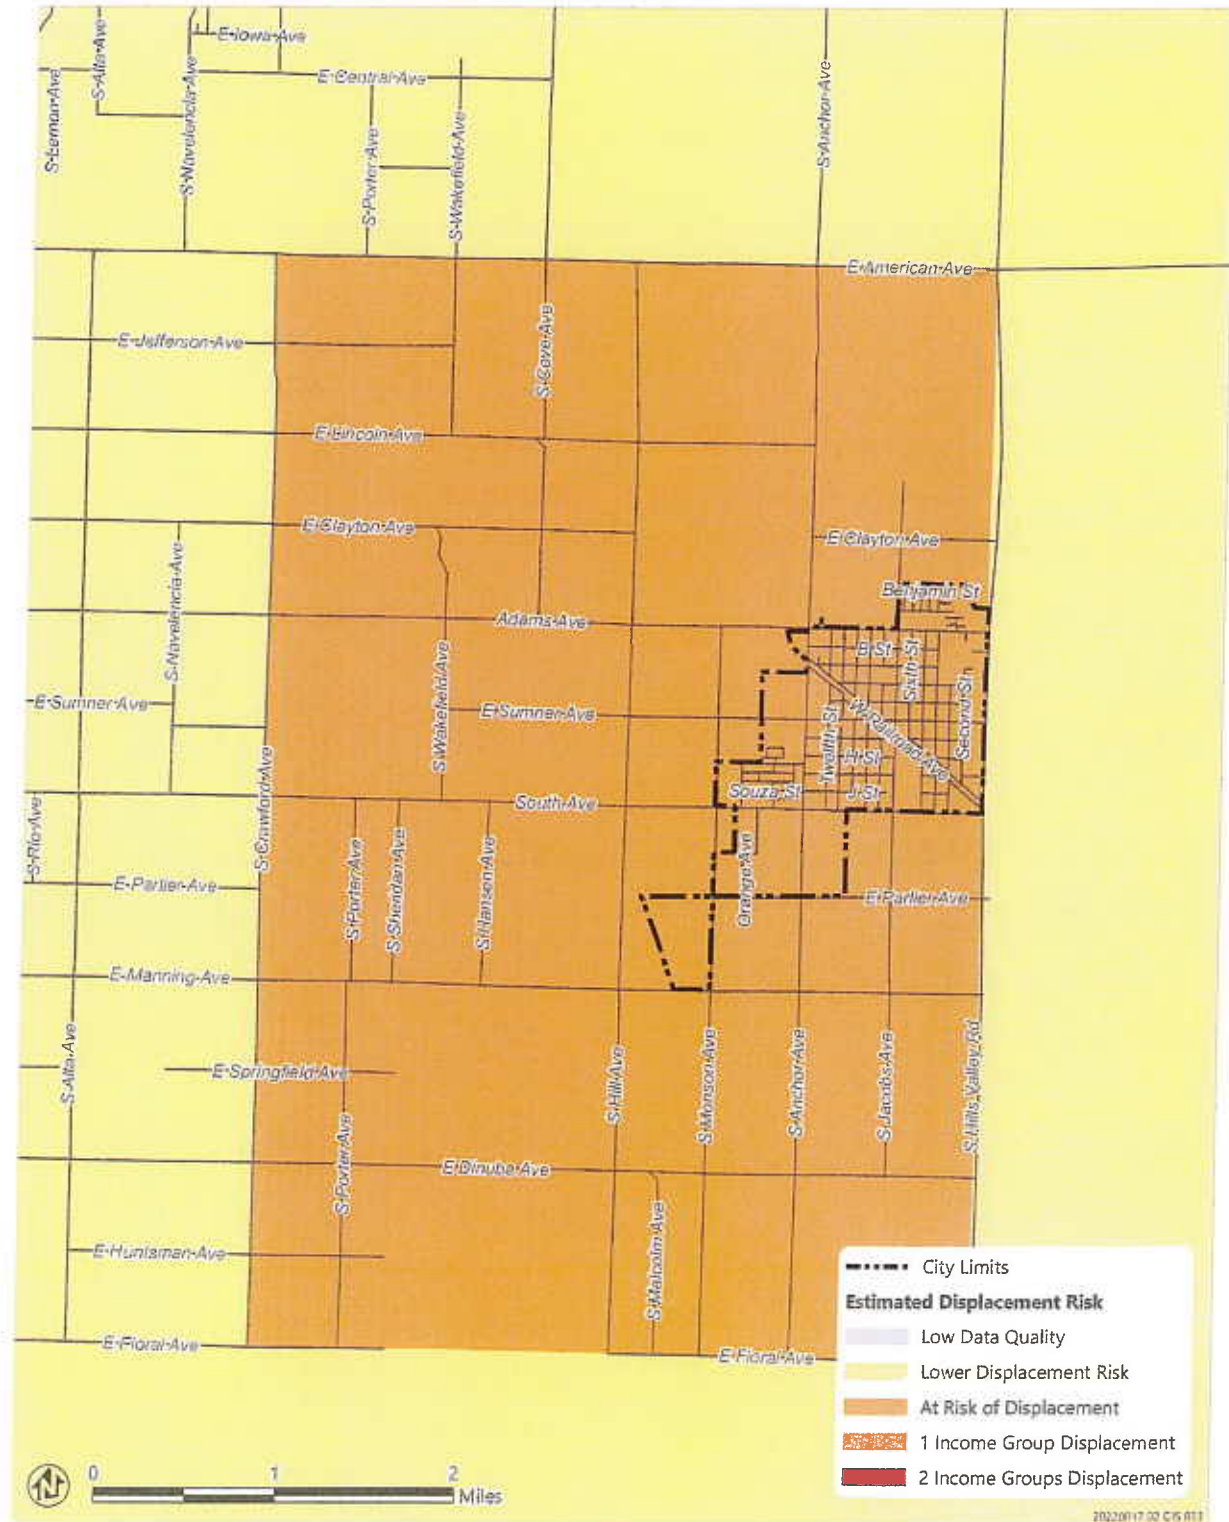 E Iowa Ave
E Central Ave
S Alta Ave
S Lemon Ave
S Navelencia Ave
S Porter Ave
S Wakefield Ave
S Anchor Ave
E American Ave
E Jefferson Ave
S Cove Ave
E Lincoln Ave
E Clayton Ave
E Clayton Ave
S Navelencia Ave
Benjamin St
Adams Ave
B St
Sixth St
S Wakefield Ave
E Sumner Ave
E Sumner Ave
Second St
W Railroad Ave
Twelfth St
H St
S Crawford Ave
Souza St
J St
South Ave
S Rio Ave
S Porter Ave
S Sheridan Ave
S Hansen Ave
Orange Ave
E Parlier Ave
E Parlier Ave
E Manning Ave
S Alta Ave
E Springfield Ave
S Hill Ave
S Monson Ave
S Anchor Ave
S Jacobs Ave
S Hills Valley Rd
S Porter Ave
E Dinuba Ave
E Huntsman Ave
S Malcolm Ave
E Floral Ave
E Floral Ave
City Limits
Estimated Displacement Risk
Low Data Quality
Lower Displacement Risk
At Risk of Displacement
1 Income Group Displacement
2 Income Groups Displacement
N
0 1 2
Miles